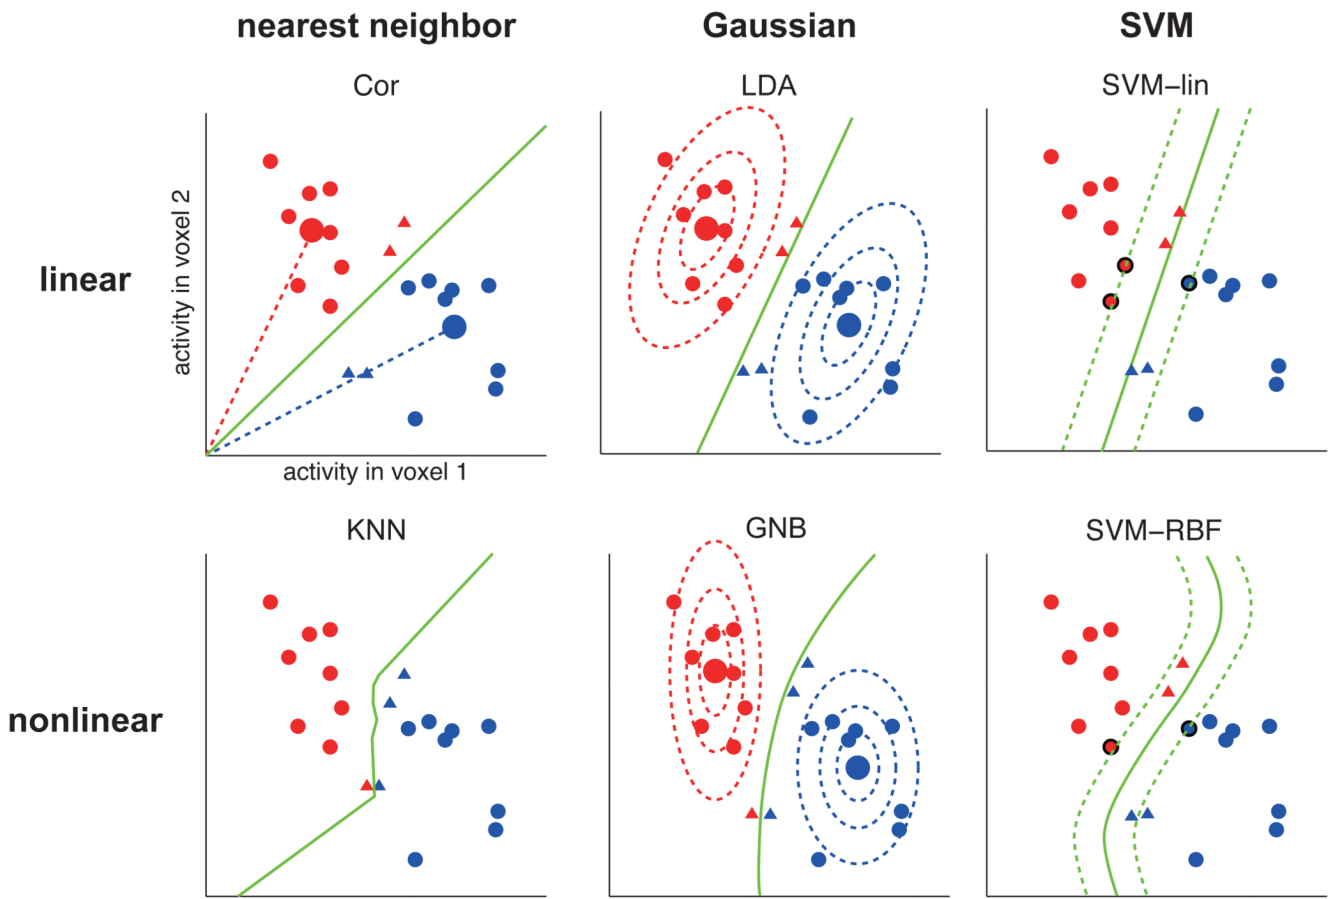 nearest neighbor
Gaussian
SVM
Cor
LDA
SVM–lin
linear
activity in voxel 2
activity in voxel 1
KNN
GNB
SVM–RBF
nonlinear